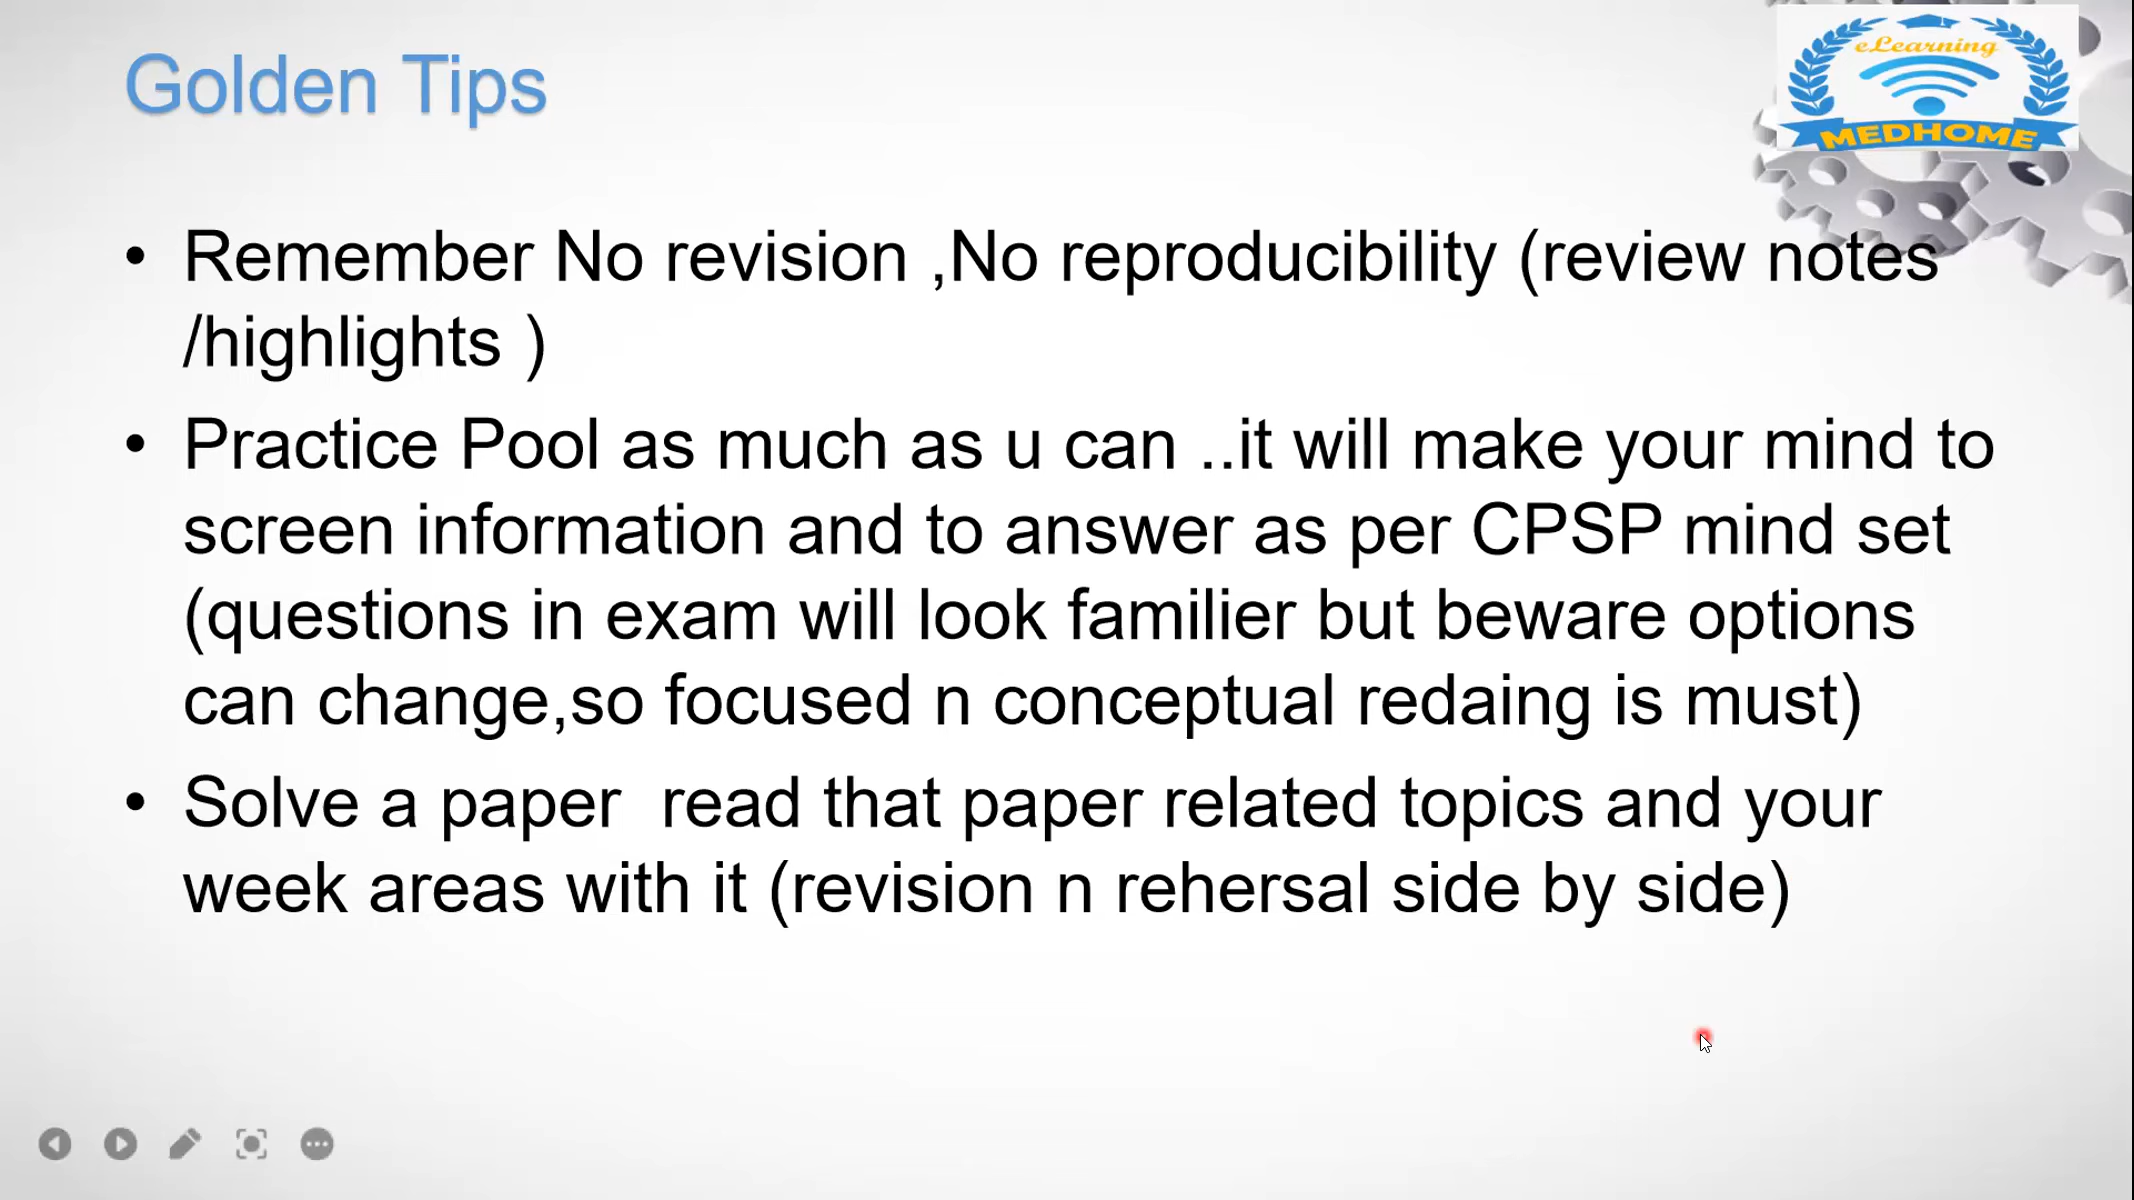 Golden Tips
eLearning
MEDHOME
• Remember No revision ,No reproducibility (review notes
/highlights )
• Practice Pool as much as u can ..it will make your mind to
screen information and to answer as per CPSP mind set
(questions in exam will look familier but beware options
can change,so focused n conceptual redaing is must)
• Solve a paper  read that paper related topics and your
week areas with it (revision n rehersal side by side)